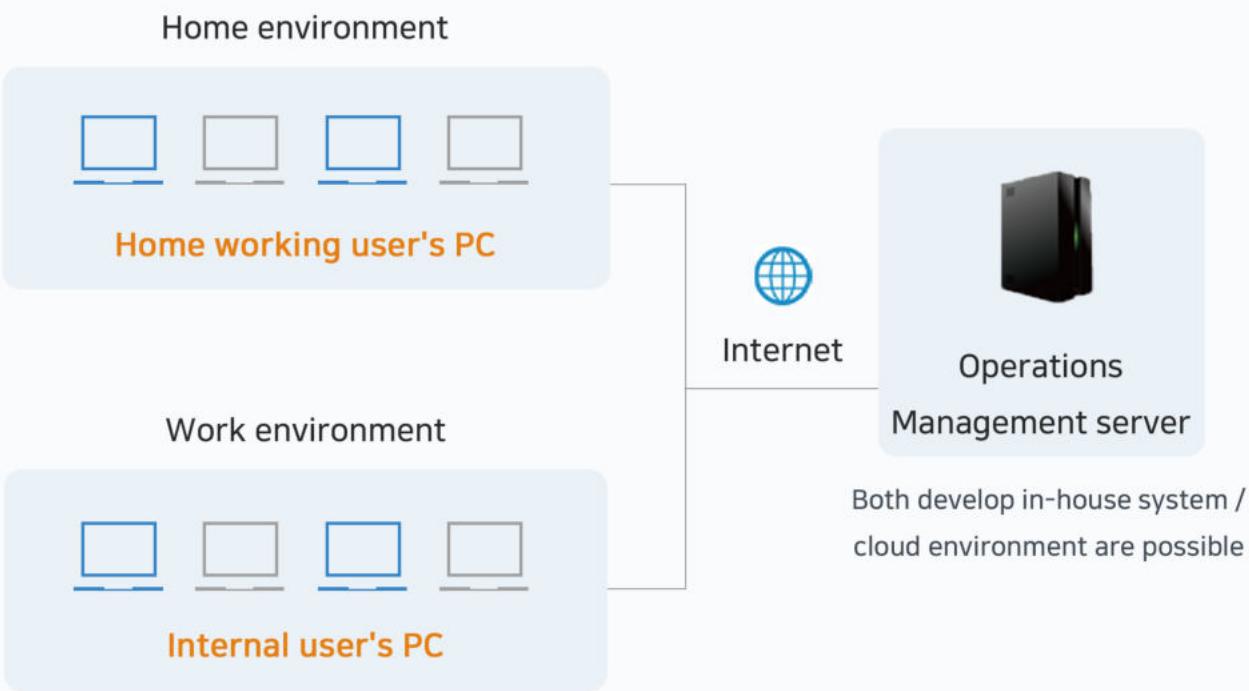 Home environment
Home working user's PC
Internet
Operations
Management server
Both develop in-house system /
cloud environment are possible
Work environment
Internal user's PC